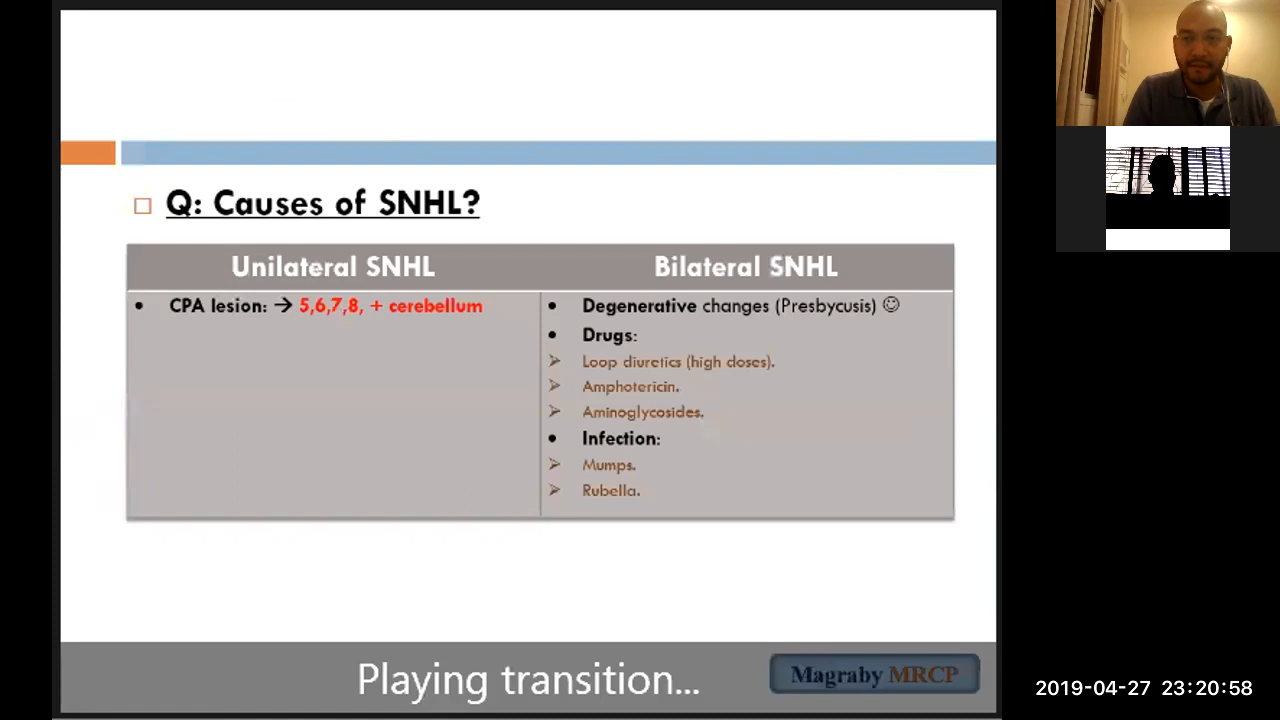 Q: Causes of SNHL?
Unilateral SNHL
Bilateral SNHL
• CPA lesion: → 5,6,7,8, + cerebellum
• Degenerative changes (Presbycusis) ☺
• Drugs:
➢ Loop diuretics (high doses).
➢ Amphotericin.
➢ Aminoglycosides.
• Infection:
➢ Mumps.
➢ Rubella.
Playing transition...
Magraby MRCP
2019-04-27 23:20:58